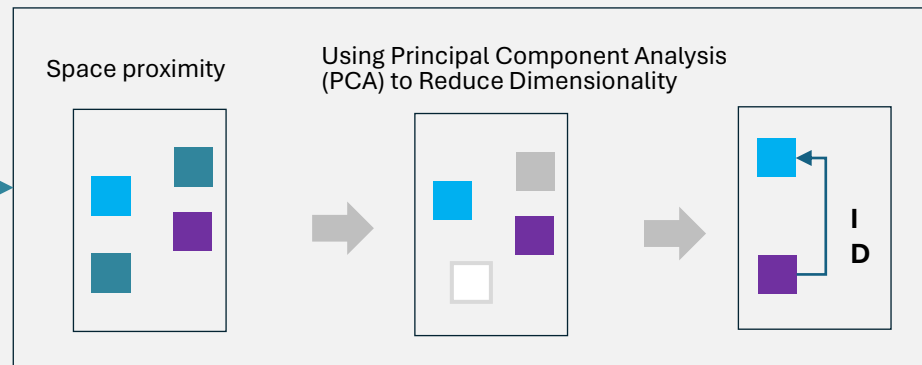 Space proximity
Using Principal Component Analysis
(PCA) to Reduce Dimensionality
I
D